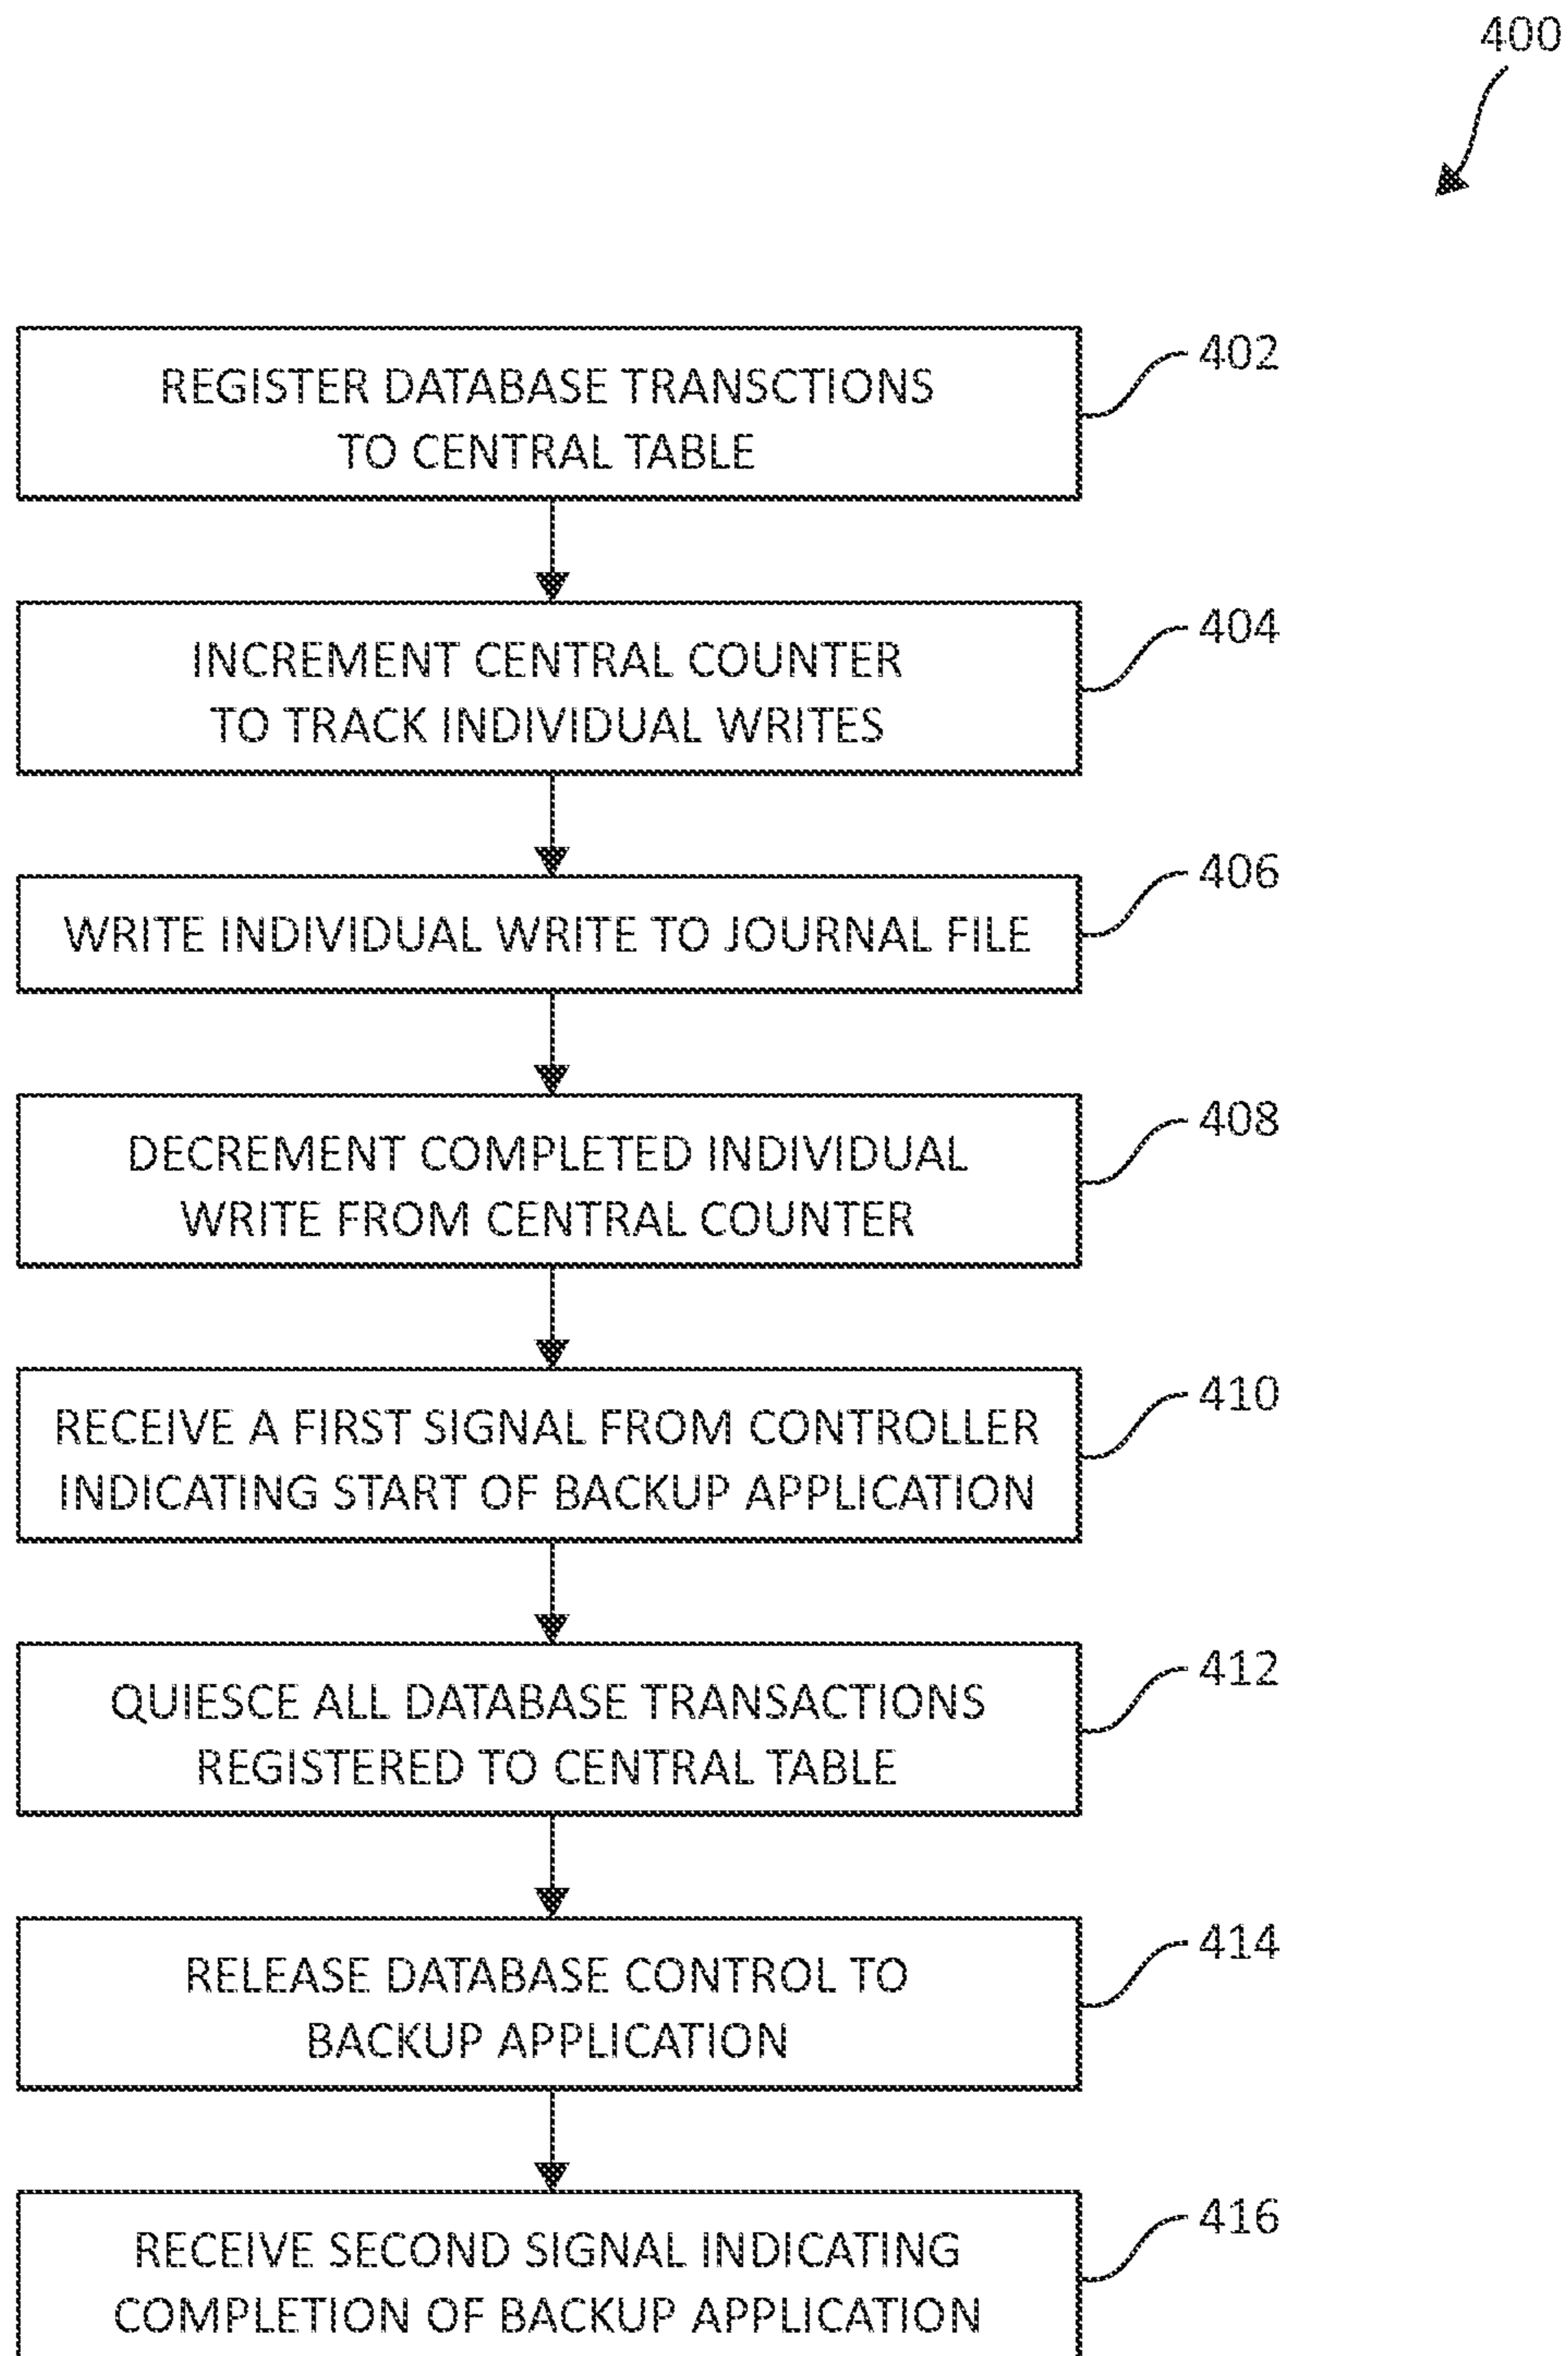 400
REGISTER DATABASE TRANSCTIONS
TO CENTRAL TABLE
402
INCREMENT CENTRAL COUNTER
TO TRACK INDIVIDUAL WRITES
404
WRITE INDIVIDUAL WRITE TO JOURNAL FILE
406
DECREMENT COMPLETED INDIVIDUAL
WRITE FROM CENTRAL COUNTER
408
RECEIVE A FIRST SIGNAL FROM CONTROLLER
INDICATING START OF BACKUP APPLICATION
410
QUIESCE ALL DATABASE TRANSACTIONS
REGISTERED TO CENTRAL TABLE
412
RELEASE DATABASE CONTROL TO
BACKUP APPLICATION
414
RECEIVE SECOND SIGNAL INDICATING
COMPLETION OF BACKUP APPLICATION
416